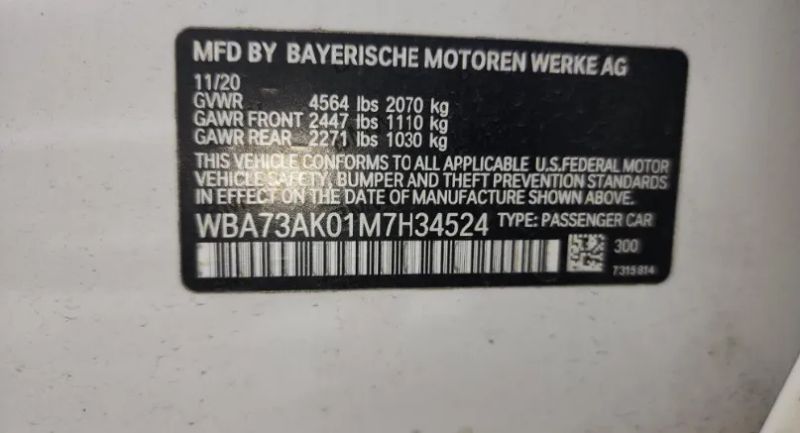 MFD BY BAYERISCHE MOTOREN WERKE AG
11/20
GVWR 4564 lbs 2070 kg
GAWR FRONT 2447 lbs 1110 kg
GAWR REAR 2271 lbs 1030 kg
THIS VEHICLE CONFORMS TO ALL APPLICABLE U.S.FEDERAL MOTOR
VEHICLE SAFETY, BUMPER AND THEFT PREVENTION STANDARDS
IN EFFECT ON THE DATE OF MANUFACTURE SHOWN ABOVE.
WBA73AK01M7H34524 TYPE: PASSENGER CAR
300
7315814